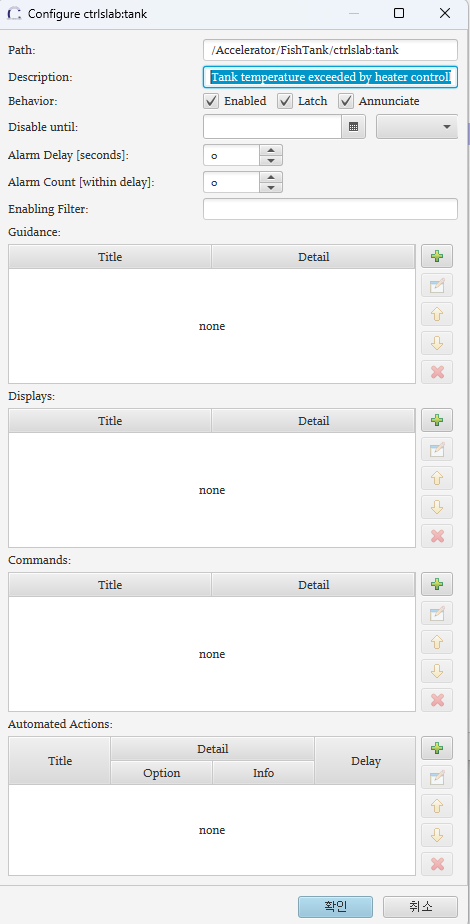 Configure ctrlslab:tank
Path: /Accelerator/FishTank/ctrlslab:tank
Description: Tank temperature exceeded by heater controll
Behavior: Enabled Latch Annunciate
Disable until:
Alarm Delay [seconds]: 0
Alarm Count [within delay]: 0
Enabling Filter:
Guidance:
Title Detail
none
Displays:
Title Detail
none
Commands:
Title Detail
none
Automated Actions:
Title Detail Delay
Option Info
none
확인 취소